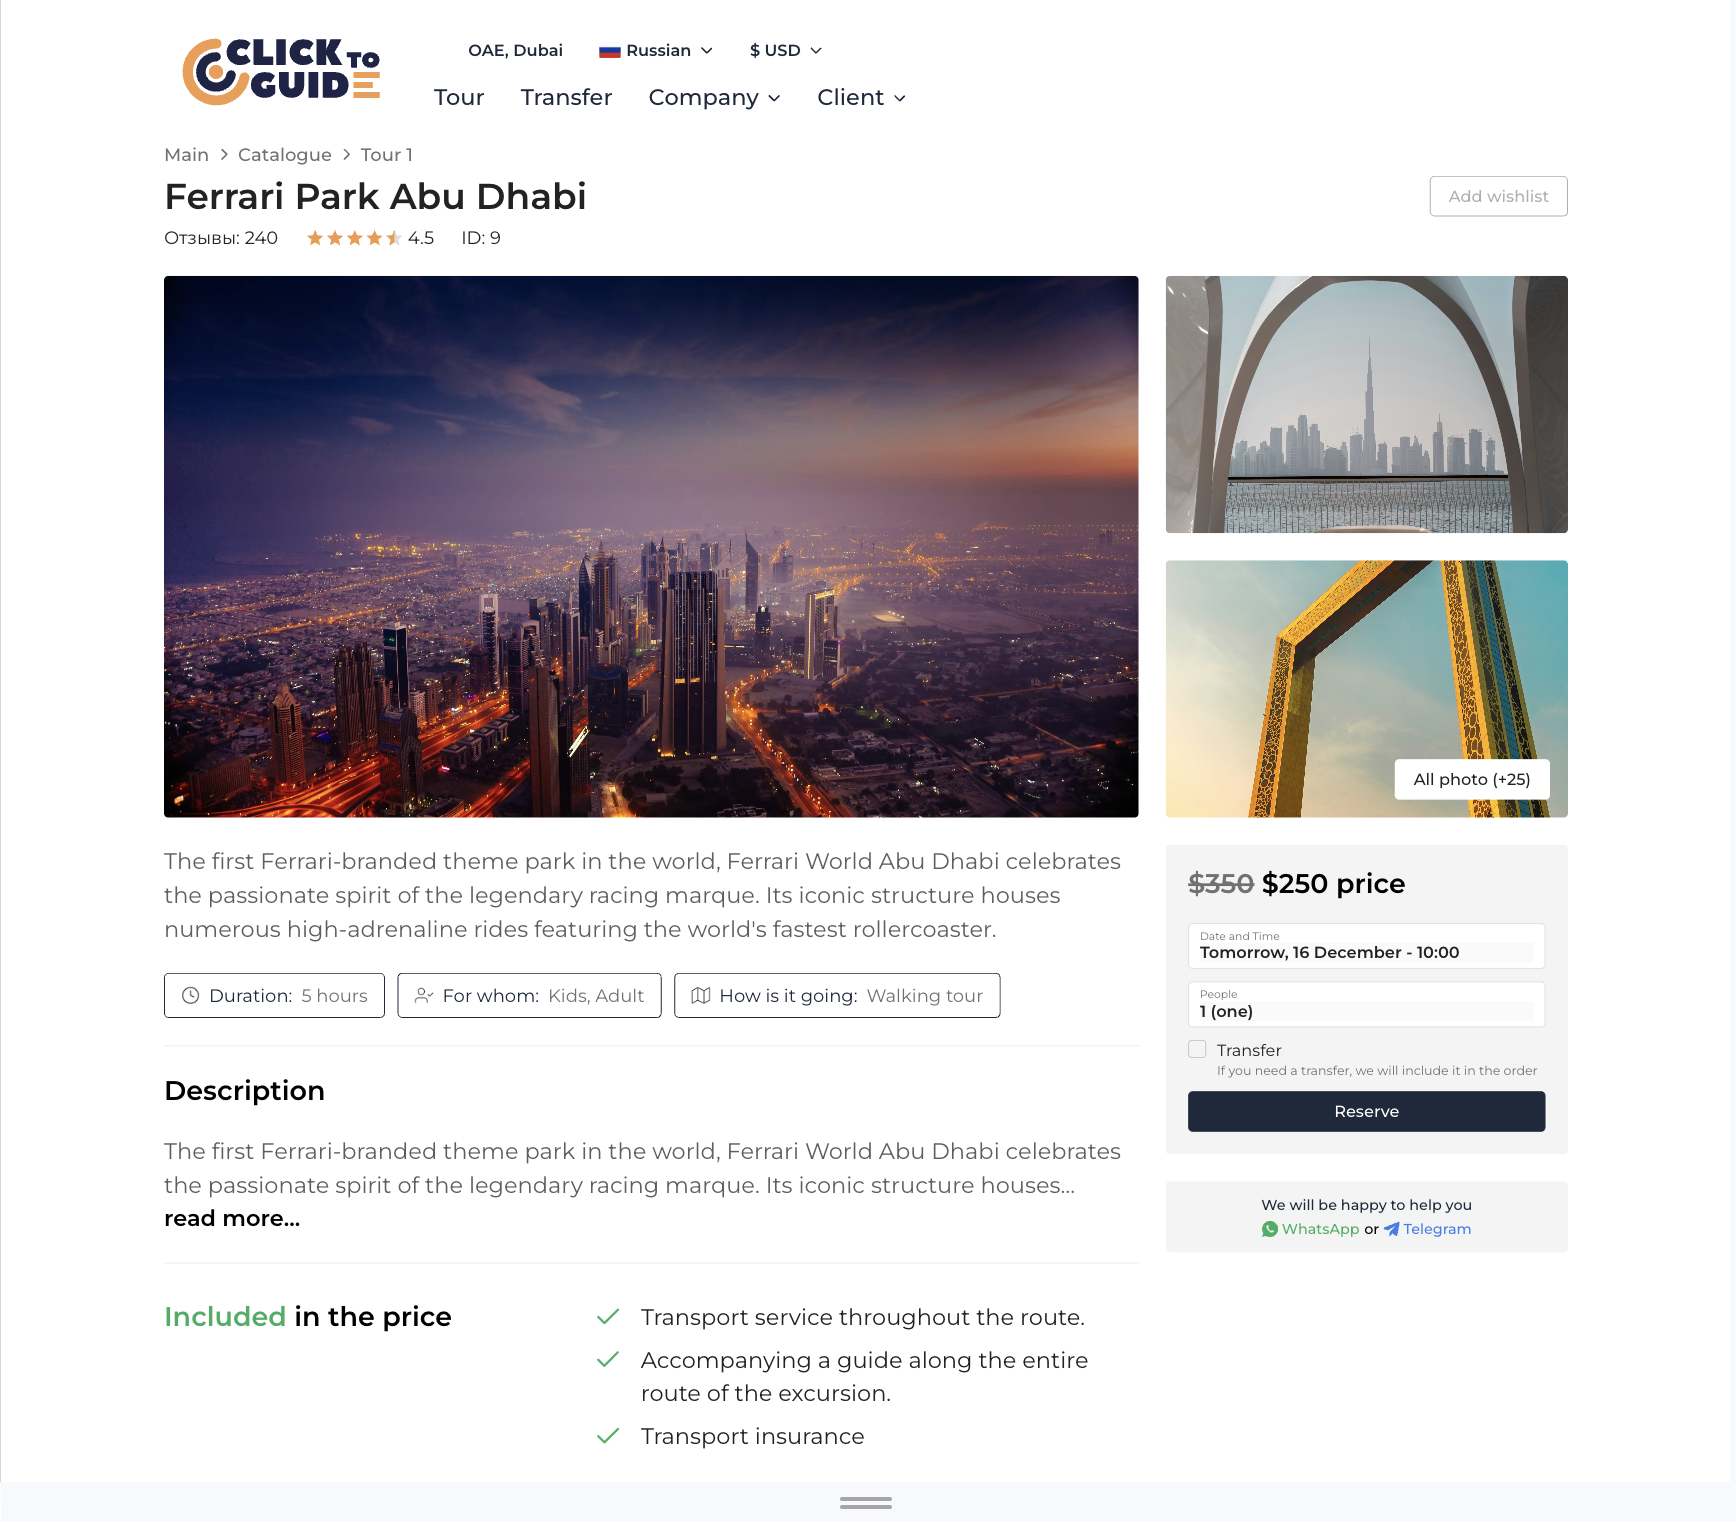 CLICK TO
GUIDE
OAE, Dubai
Russian
$ USD
Tour
Transfer
Company
Client
Main > Catalogue > Tour 1
Ferrari Park Abu Dhabi
Add wishlist
Отзывы: 240
4.5
ID: 9
All photo (+25)
The first Ferrari-branded theme park in the world, Ferrari World Abu Dhabi celebrates
the passionate spirit of the legendary racing marque. Its iconic structure houses
numerous high-adrenaline rides featuring the world's fastest rollercoaster.
Duration: 5 hours
For whom: Kids, Adult
How is it going: Walking tour
Description
The first Ferrari-branded theme park in the world, Ferrari World Abu Dhabi celebrates
the passionate spirit of the legendary racing marque. Its iconic structure houses...
read more...
Included in the price
Transport service throughout the route.
Accompanying a guide along the entire
route of the excursion.
Transport insurance
$350 $250 price
Date and Time
Tomorrow, 16 December - 10:00
People
1 (one)
Transfer
If you need a transfer, we will include it in the order
Reserve
We will be happy to help you
WhatsApp or Telegram